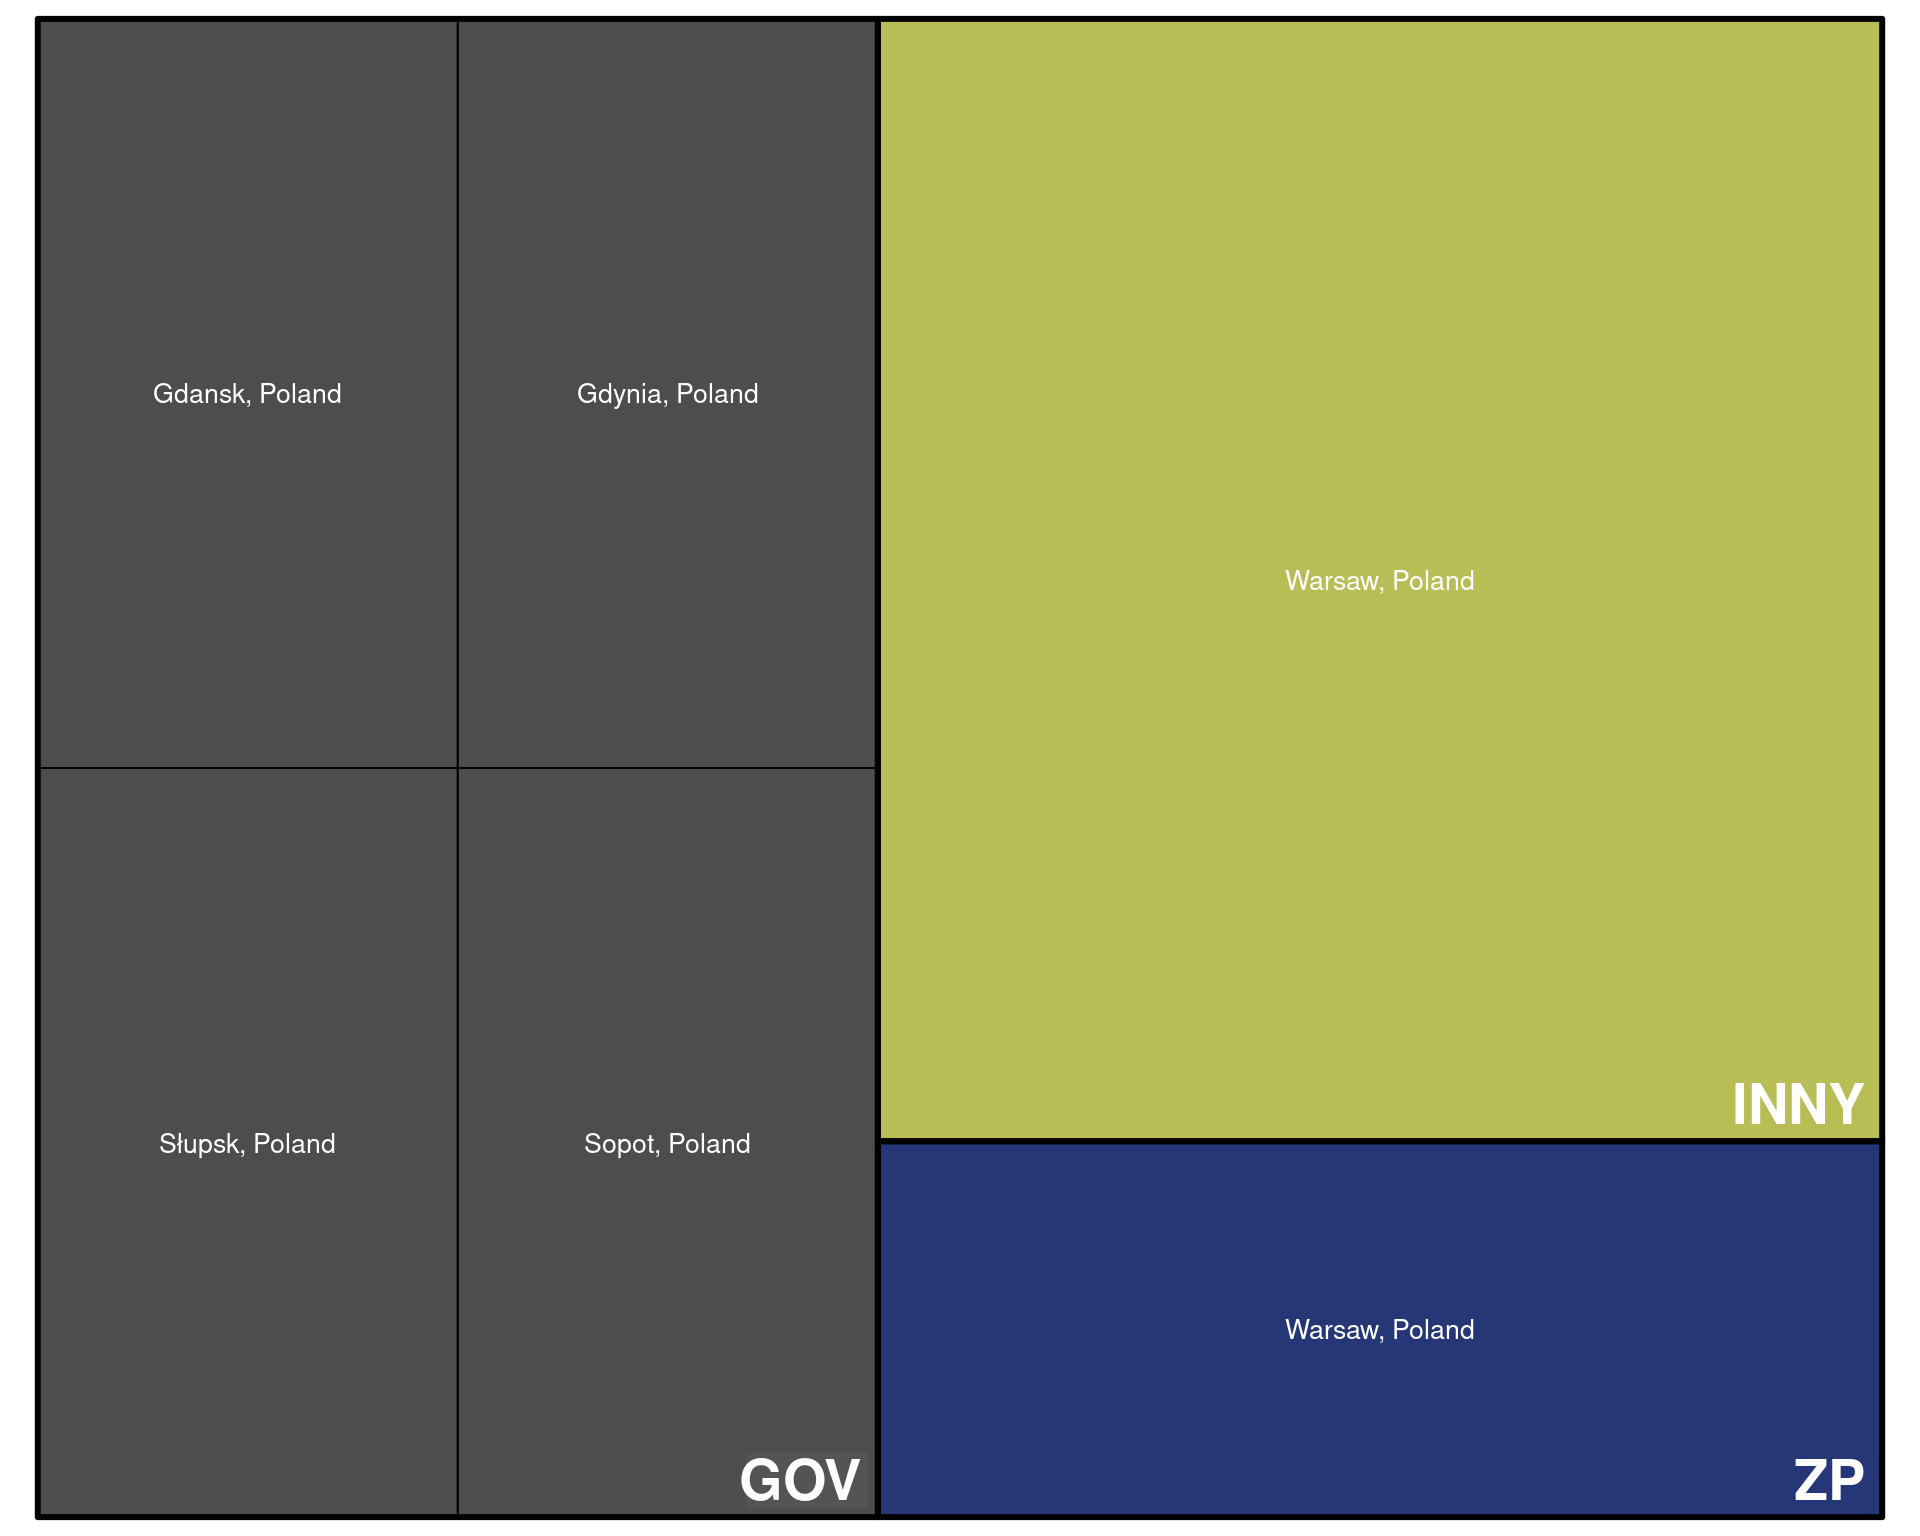 Gdansk, Poland
Gdynia, Poland
Słupsk, Poland
Sopot, Poland
GOV
Warsaw, Poland
INNY
Warsaw, Poland
ZP